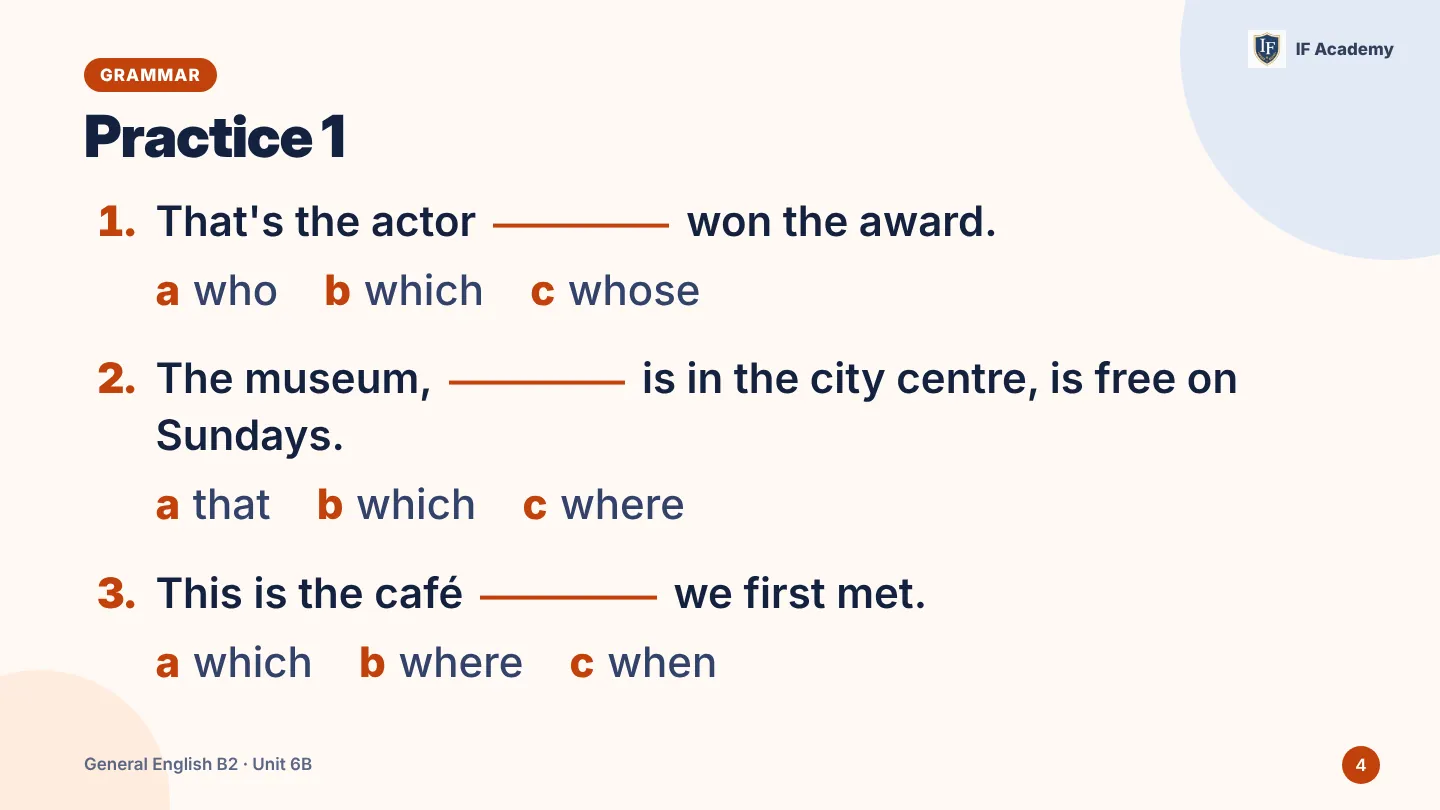 IF Academy
GRAMMAR
Practice 1
1. That's the actor ________ won the award.
a who b which c whose
2. The museum, ________ is in the city centre, is free on
Sundays.
a that b which c where
3. This is the café ________ we first met.
a which b where c when
General English B2 · Unit 6B
4